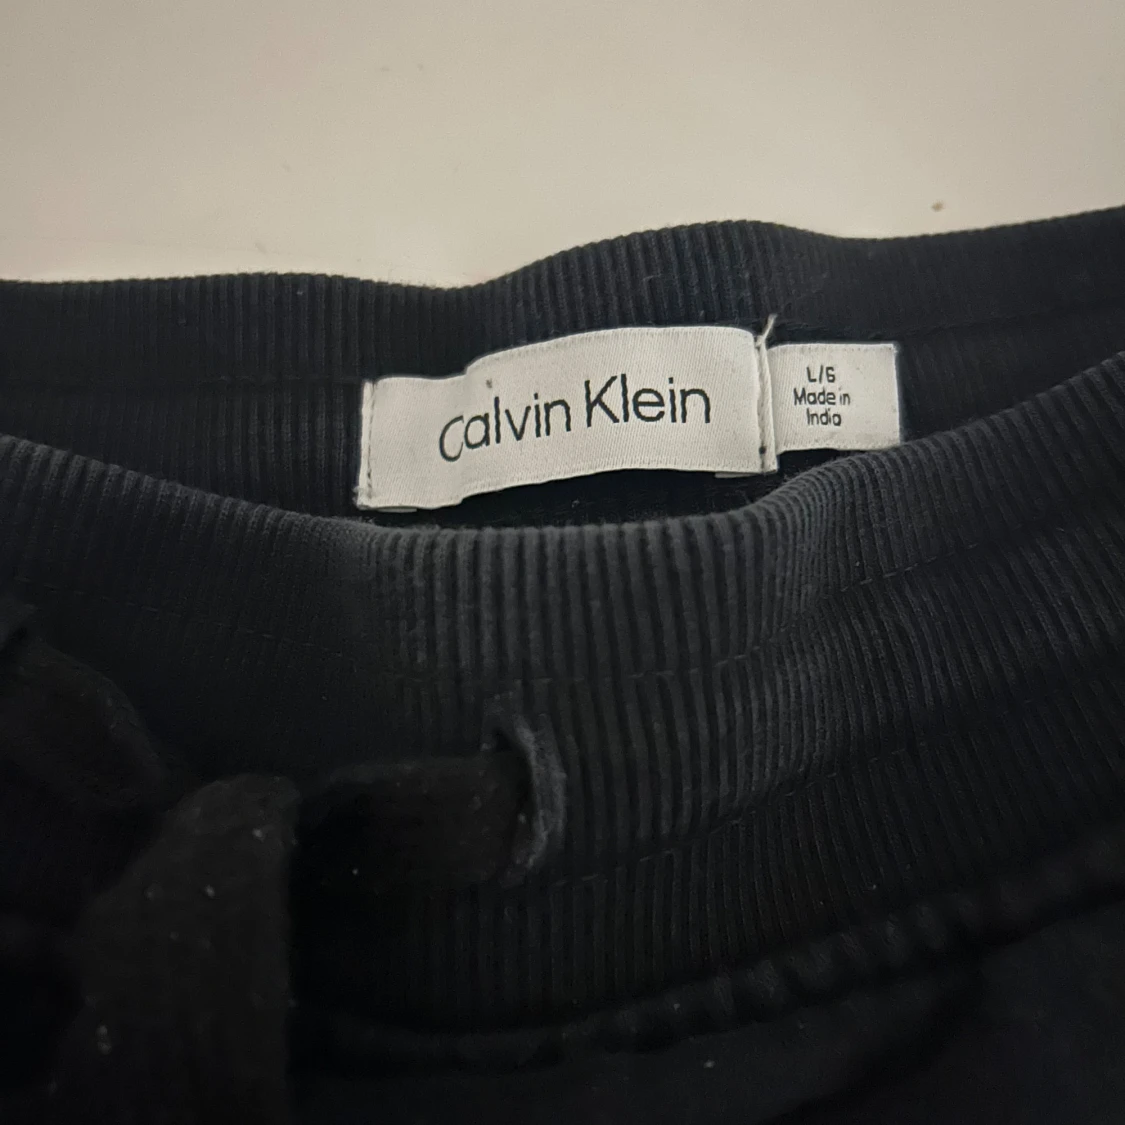 Calvin Klein
L/G
Made in
India